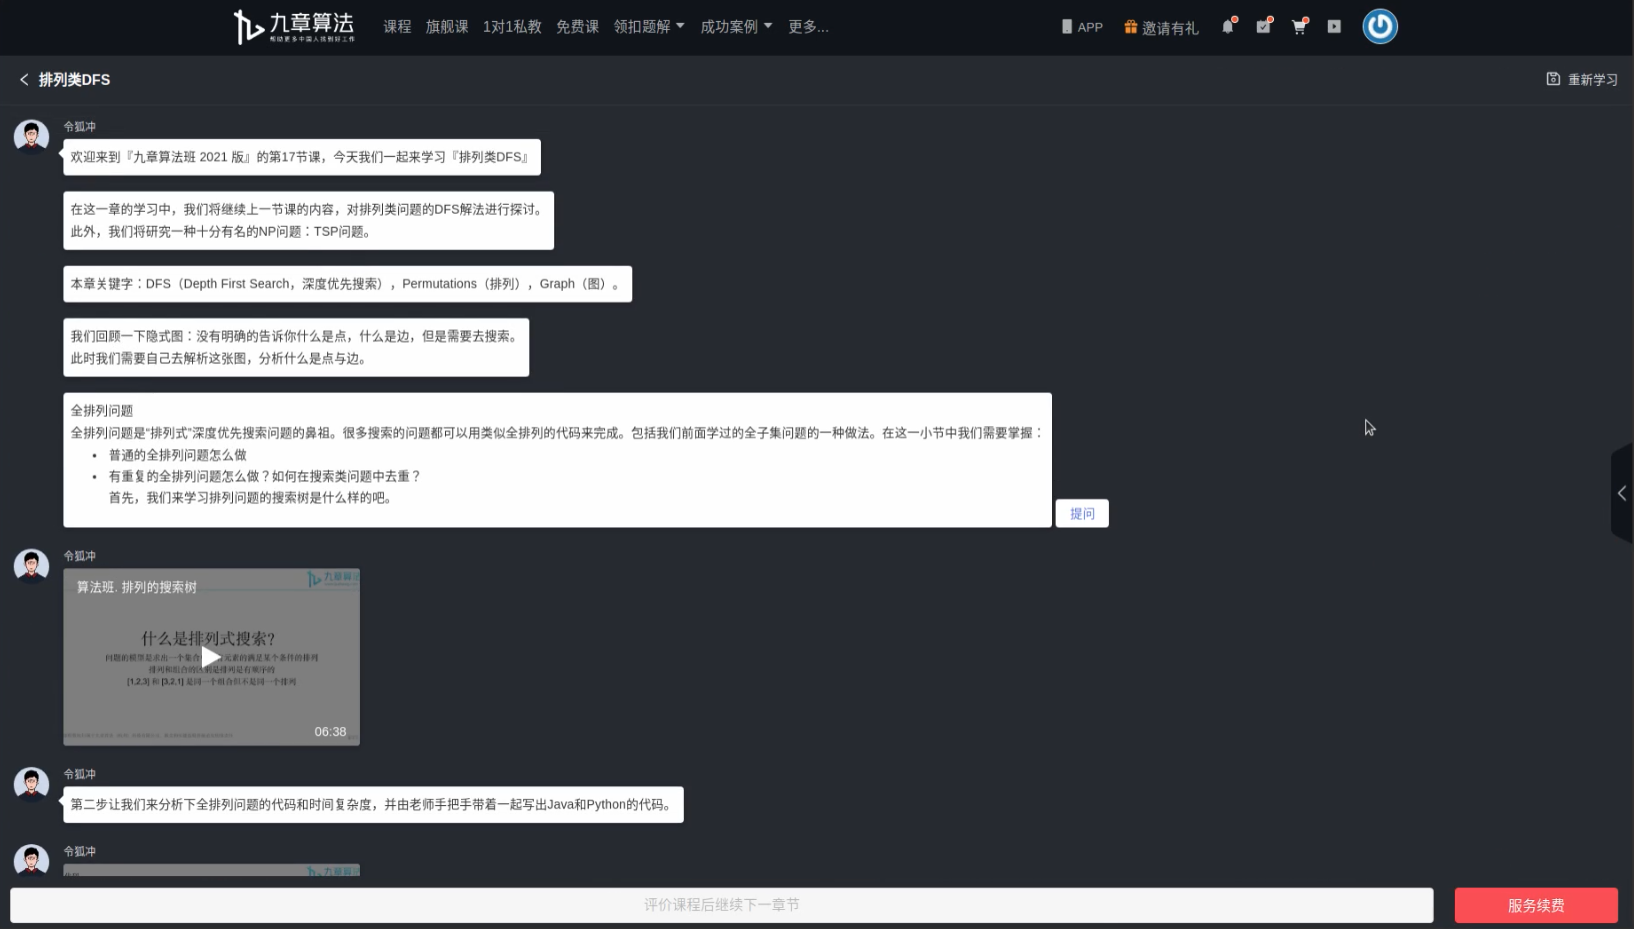 九章算法
帮助更多中国人找到好工作
课程
旗舰课
1对1私教
免费课
领扣题解
成功案例
更多...
APP
邀请有礼
排列类DFS
重新学习
令狐冲
欢迎来到『九章算法班 2021 版』的第17节课，今天我们一起来学习『排列类DFS』
在这一章的学习中，我们将继续上一节课的内容，对排列类问题的DFS解法进行探讨。
此外，我们将研究一种十分有名的NP问题：TSP问题。
本章关键字：DFS（Depth First Search，深度优先搜索），Permutations（排列），Graph（图）。
我们回顾一下隐式图：没有明确的告诉你什么是点，什么是边，但是需要去搜索。
此时我们需要自己去解析这张图，分析什么是点与边。
全排列问题
全排列问题是“排列式”深度优先搜索问题的鼻祖。很多搜索的问题都可以用类似全排列的代码来完成。包括我们前面学过的全子集问题的一种做法。在这一小节中我们需要掌握：
• 普通的全排列问题怎么做
• 有重复的全排列问题怎么做？如何在搜索类问题中去重？
首先，我们来学习排列问题的搜索树是什么样的吧。
提问
令狐冲
九章算法
算法班. 排列的搜索树
什么是排列式搜索?
问题的模型是求出一个集合 元素的满足某个条件的排列
排列和组合的区别是排列是有顺序的
[1,2,3] 和 [3,2,1] 是同一个组合但不是同一个排列
06:38
令狐冲
第二步让我们来分析下全排列问题的代码和时间复杂度，并由老师手把手带着一起写出Java和Python的代码。
令狐冲
九章算法
评价课程后继续下一章节
服务续费